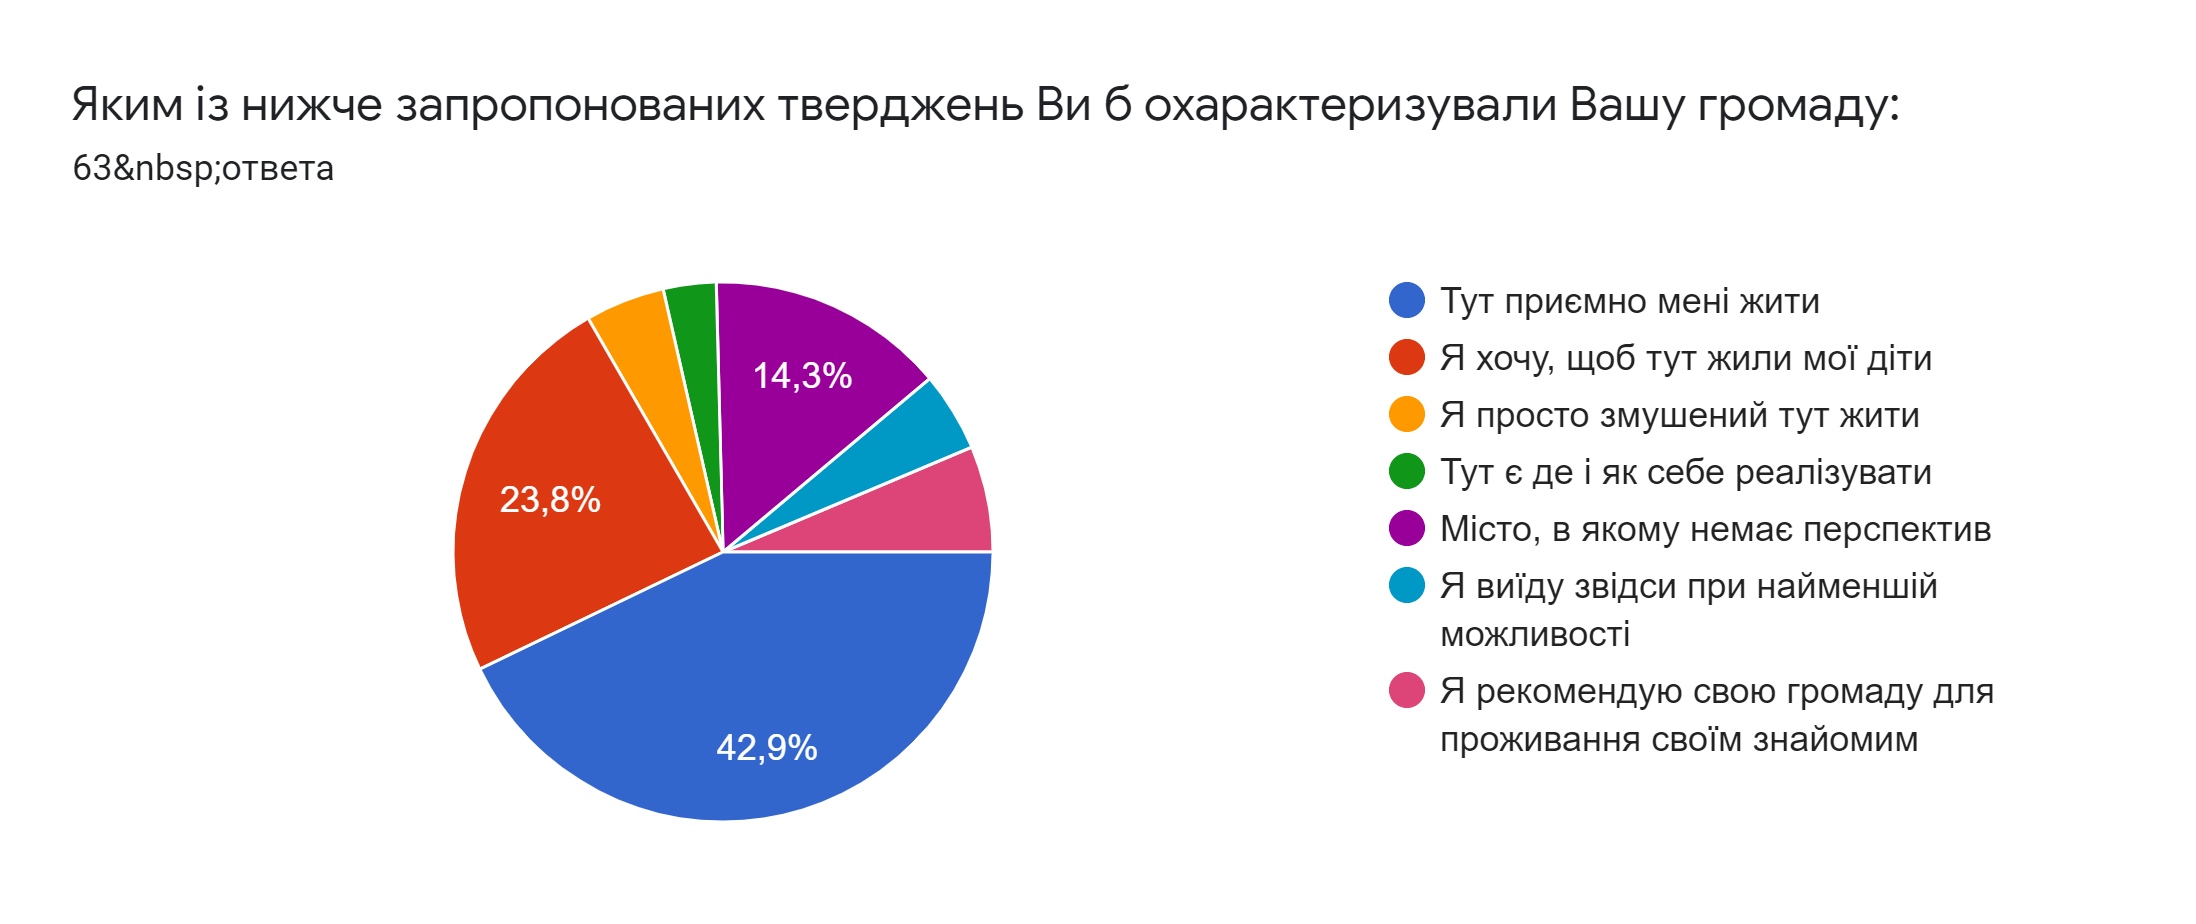 Яким із нижче запропонованих тверджень Ви б охарактеризували Вашу громаду:
63&nbsp;ответа
14,3%
23,8%
42,9%
Тут приємно мені жити
Я хочу, щоб тут жили мої діти
Я просто змушений тут жити
Тут є де і як себе реалізувати
Місто, в якому немає перспектив
Я виїду звідси при найменшій
можливості
Я рекомендую свою громаду для
проживання своїм знайомим